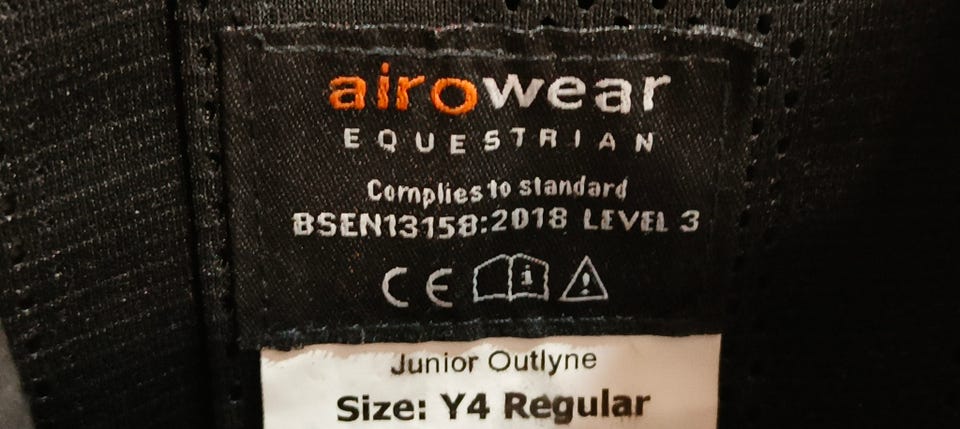 airowear
EQUESTRIAN
Complies to standard
BSEN13158:2018 LEVEL 3
CE i !
Junior Outlyne
Size: Y4 Regular